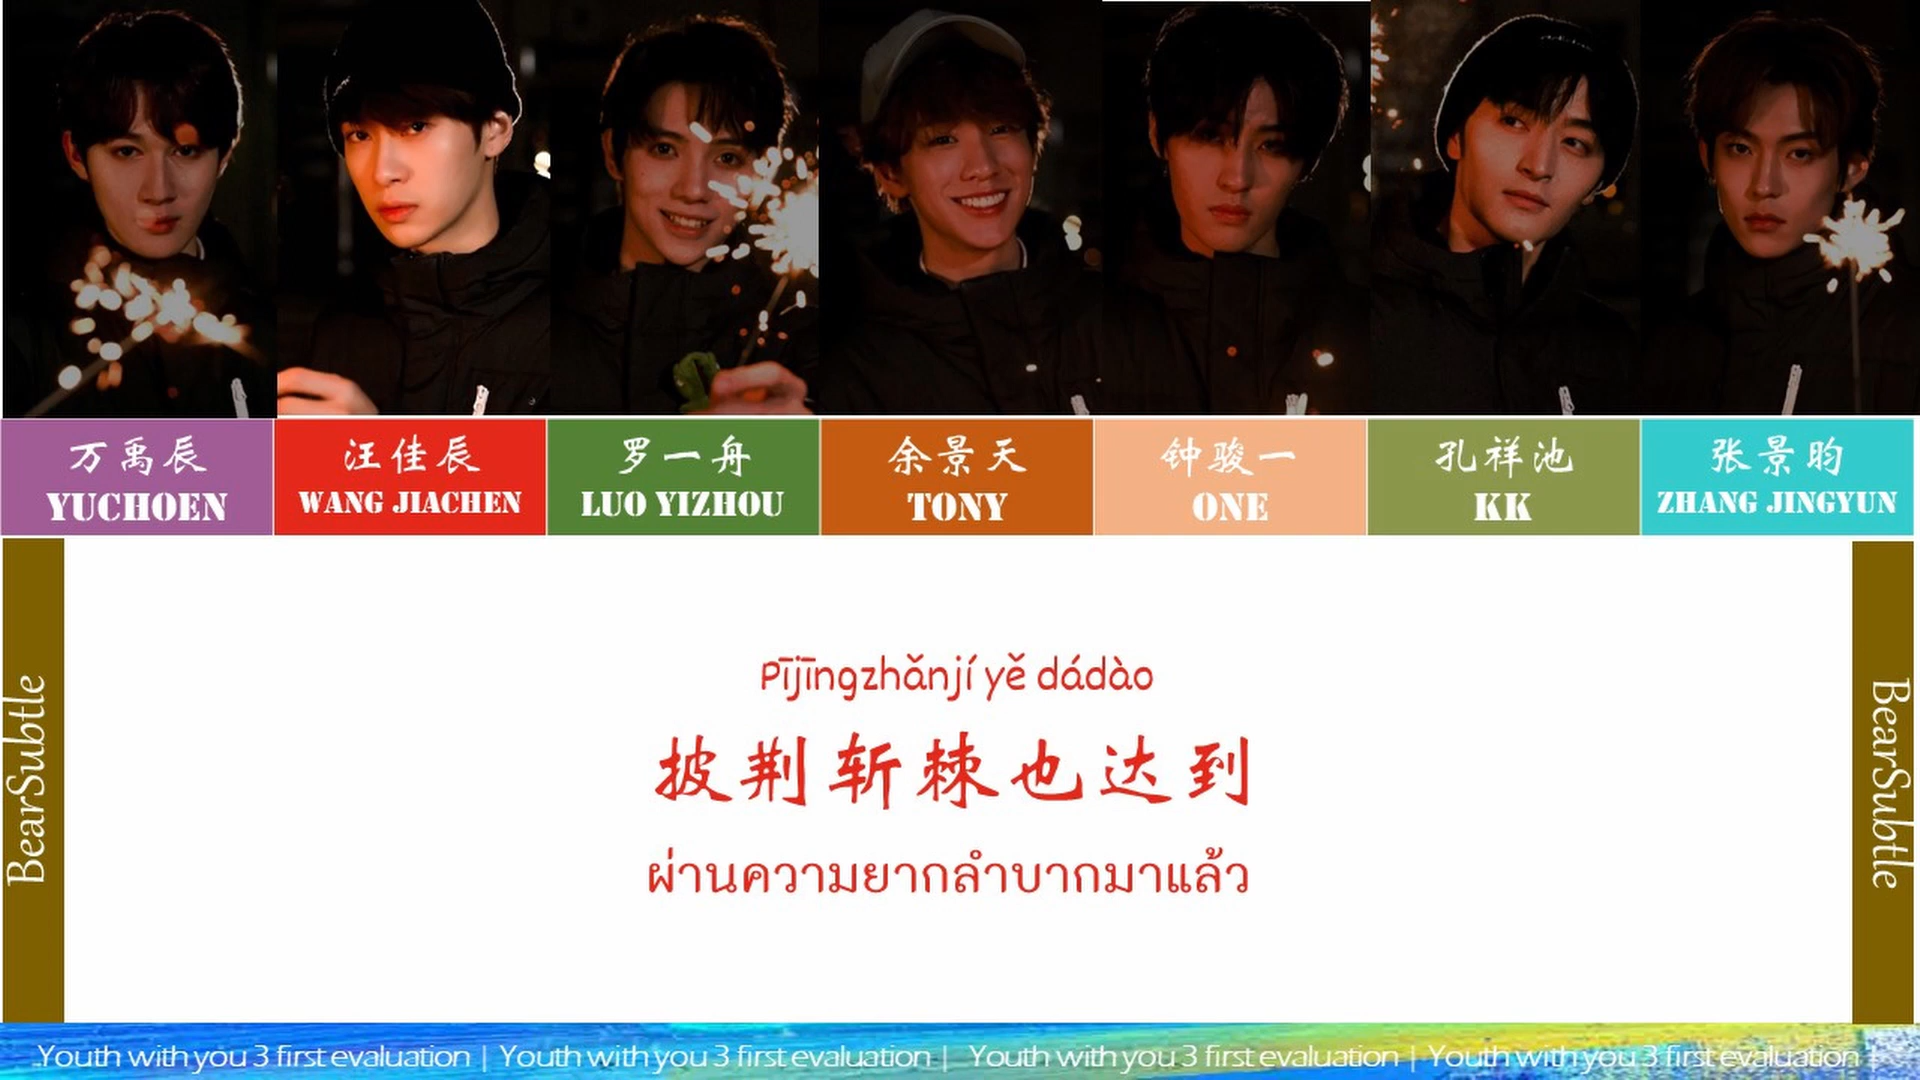 万禹辰
YUCHOEN
汪佳辰
WANG JIACHEN
罗一舟
LUO YIZHOU
余景天
TONY
钟骏一
ONE
孔祥池
KK
张景昀
ZHANG JINGYUN
BearSubtle
Pījīngzhǎnjí yě dádào
披荆斩棘也达到
ผ่านความยากลำบากมาแล้ว
BearSubtle
Youth with you 3 first evaluation | Youth with you 3 first evaluation | Youth with you 3 first evaluation | Youth with you 3 first evaluation |